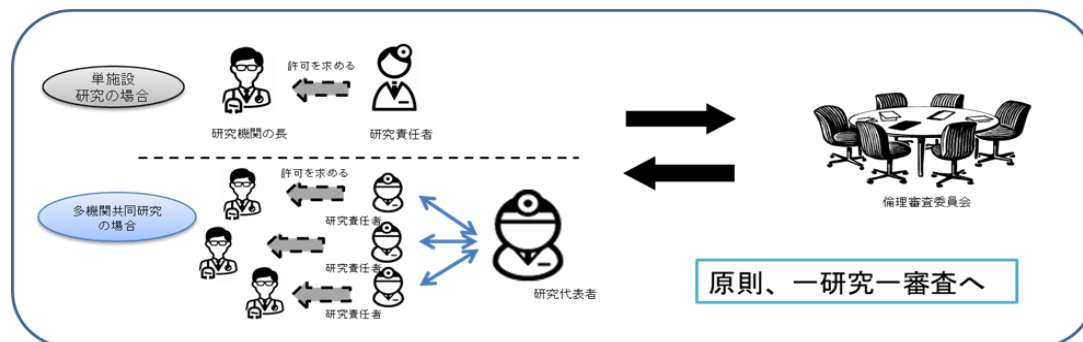 単施設
研究の場合
許可を求める
研究機関の長
研究責任者
多機関共同研究
の場合
許可を求める
研究責任者
研究責任者
研究責任者
研究代表者
倫理審査委員会
原則、一研究一審査へ